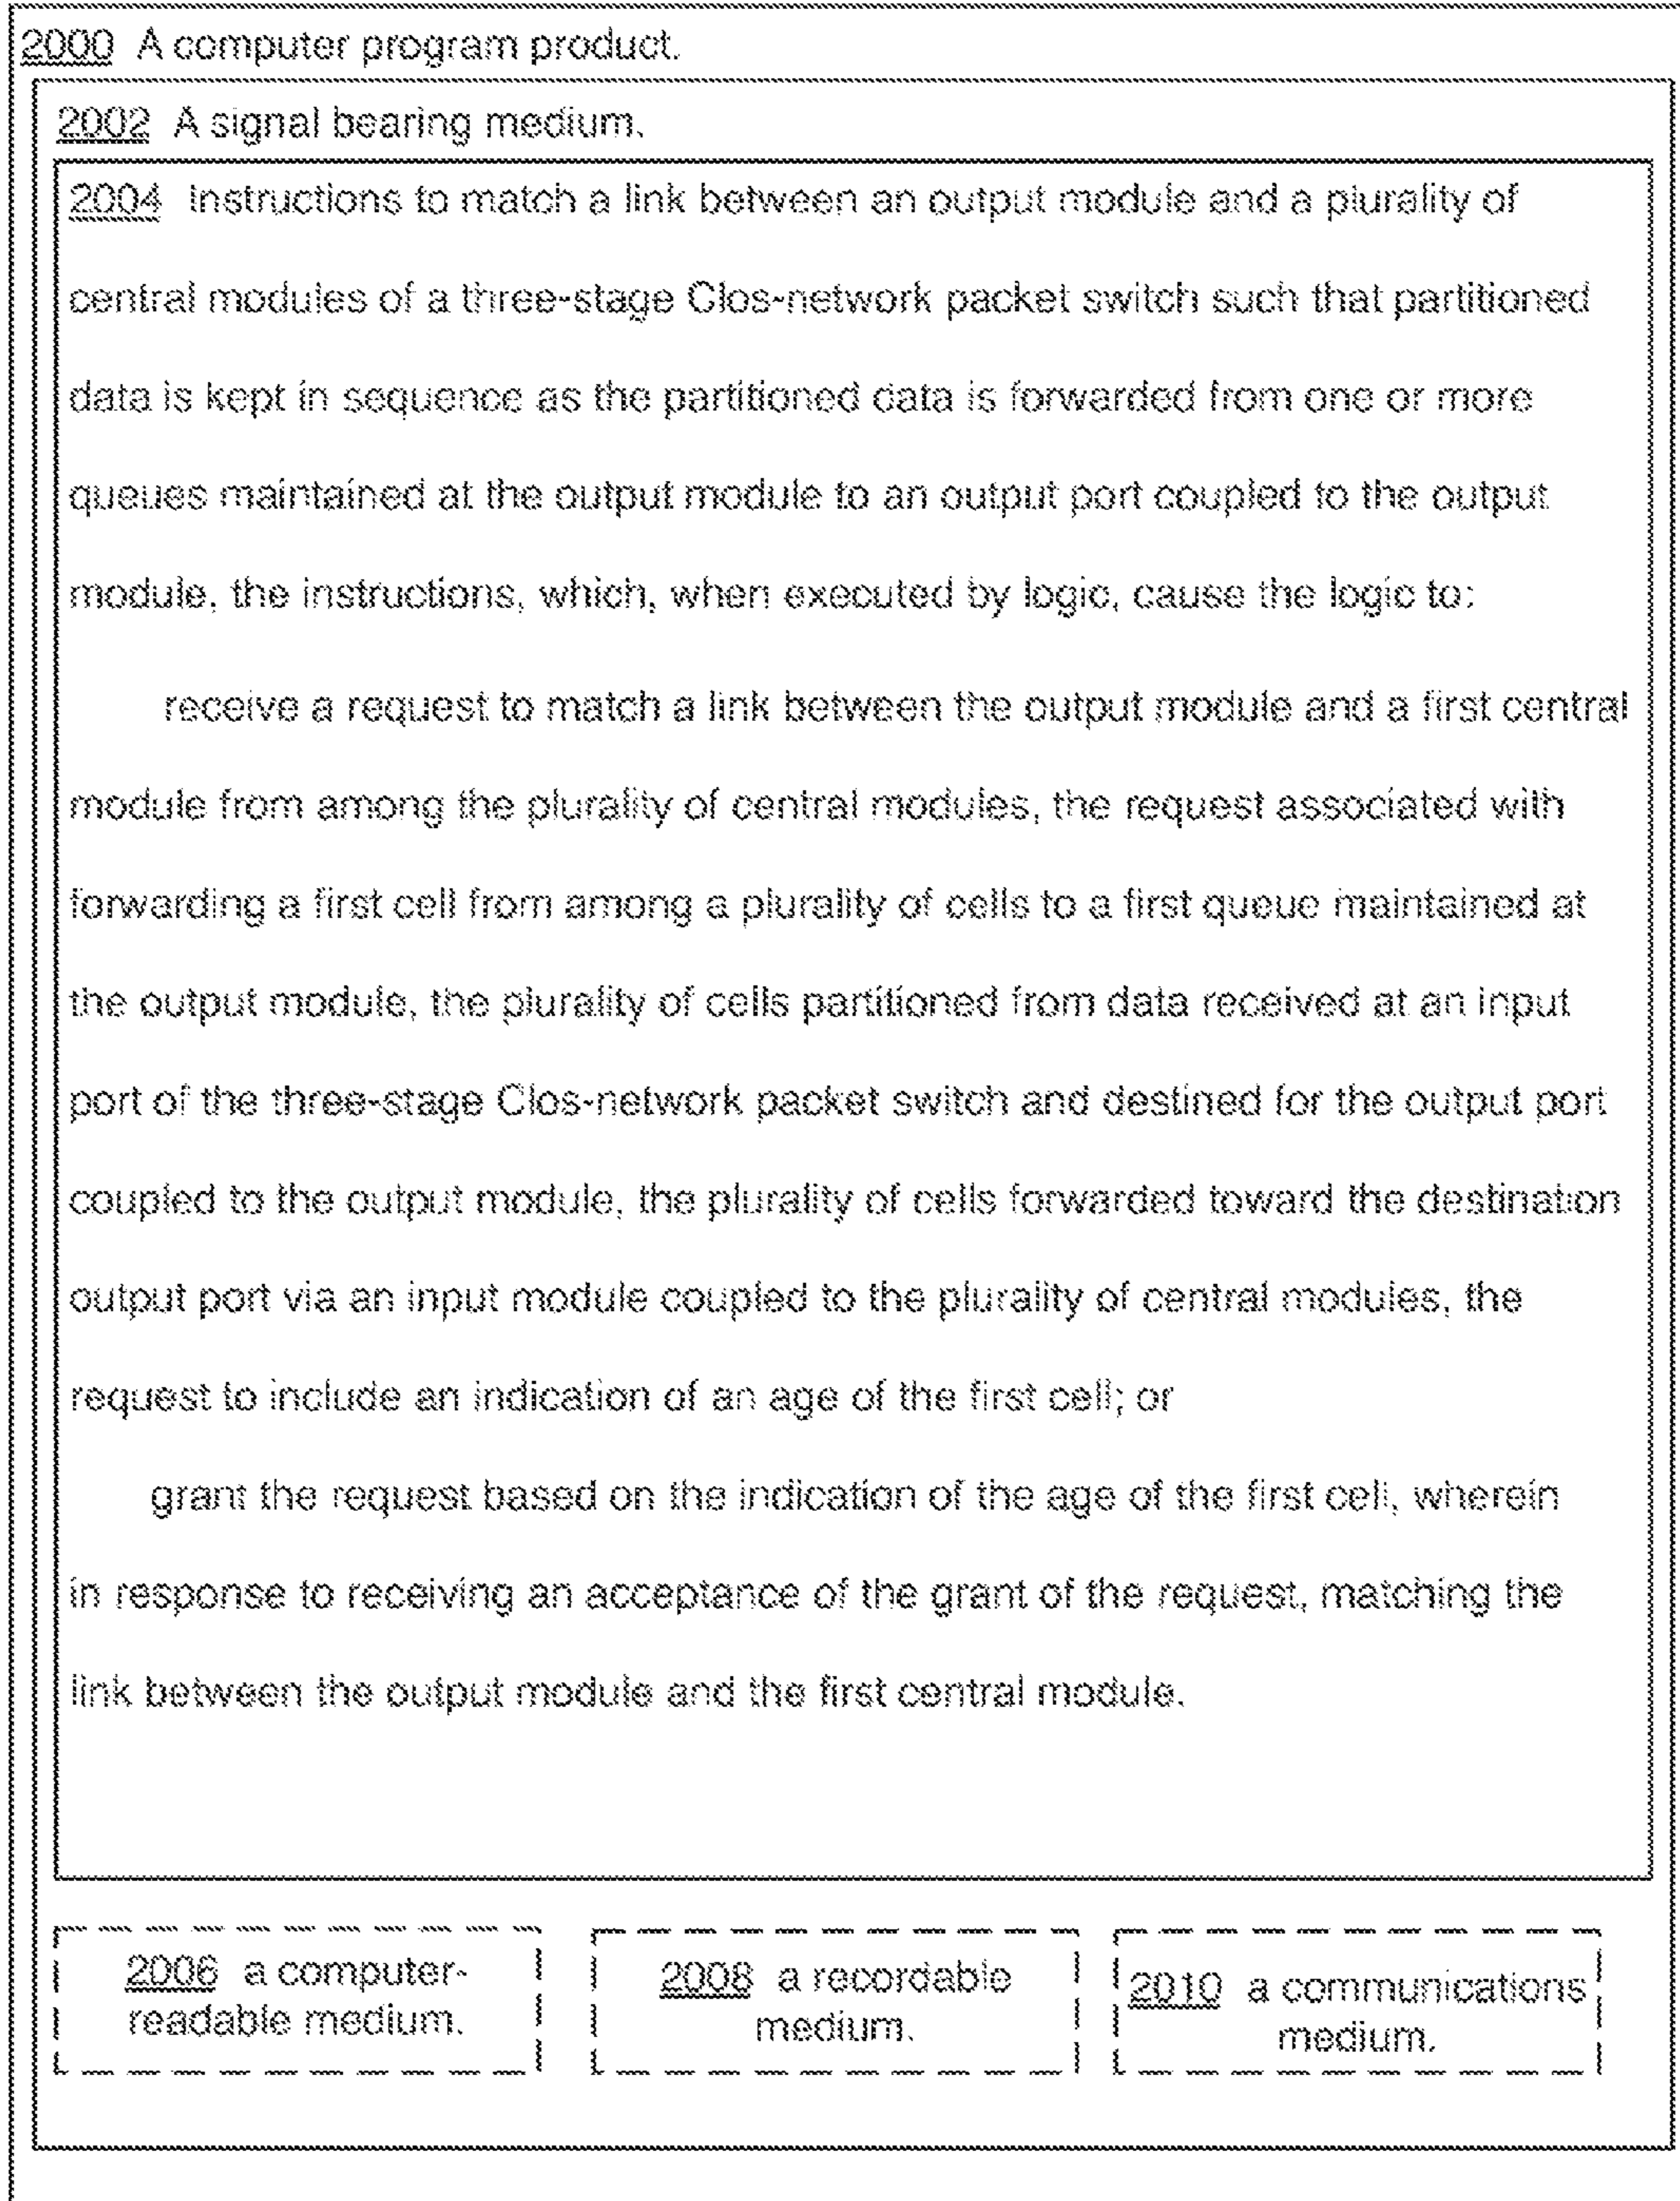 2000 A computer program product.
2002 A signal bearing medium.
2004 Instructions to match a link between an output module and a plurality of
central modules of a three-stage Clos-network packet switch such that partitioned
data is kept in sequence as the partitioned data is forwarded from one or more
queues maintained at the output module to an output port coupled to the output
module, the instructions, which, when executed by logic, cause the logic to:
receive a request to match a link between the output module and a first central
module from among the plurality of central modules, the request associated with
forwarding a first cell from among a plurality of cells to a first queue maintained at
the output module, the plurality of cells partitioned from data received at an input
port of the three-stage Clos-network packet switch and destined for the output port
coupled to the output module, the plurality of cells forwarded toward the destination
output port via an input module coupled to the plurality of central modules, the
request to include an indication of an age of the first cell; or
grant the request based on the indication of the age of the first cell, wherein
in response to receiving an acceptance of the grant of the request, matching the
link between the output module and the first central module.
2006 a computer-
readable medium.
2008 a recordable
medium.
2010 a communications
medium.